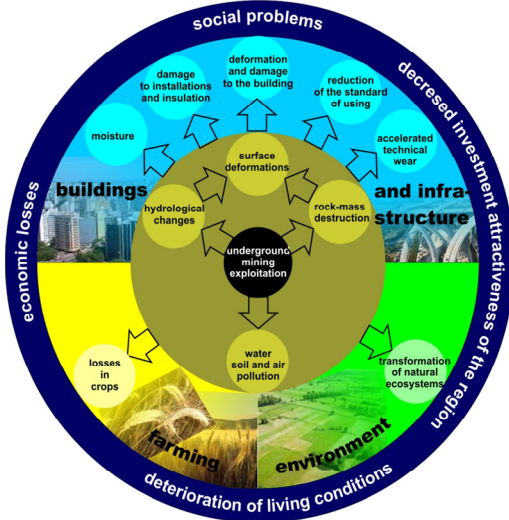 social problems
decresed investment attractiveness of the region
economic losses
deterioration of living conditions
deformation
and damage
to the building
damage
to installations
and insulation
reduction
of the standard
of using
moisture
accelerated
technical
wear
surface
deformations
buildings
and infra-
structure
hydrological
changes
rock-mass
destruction
underground
mining
exploitation
water
soil and air
pollution
losses
in
crops
transformation
of natural
ecosystems
farming
environment